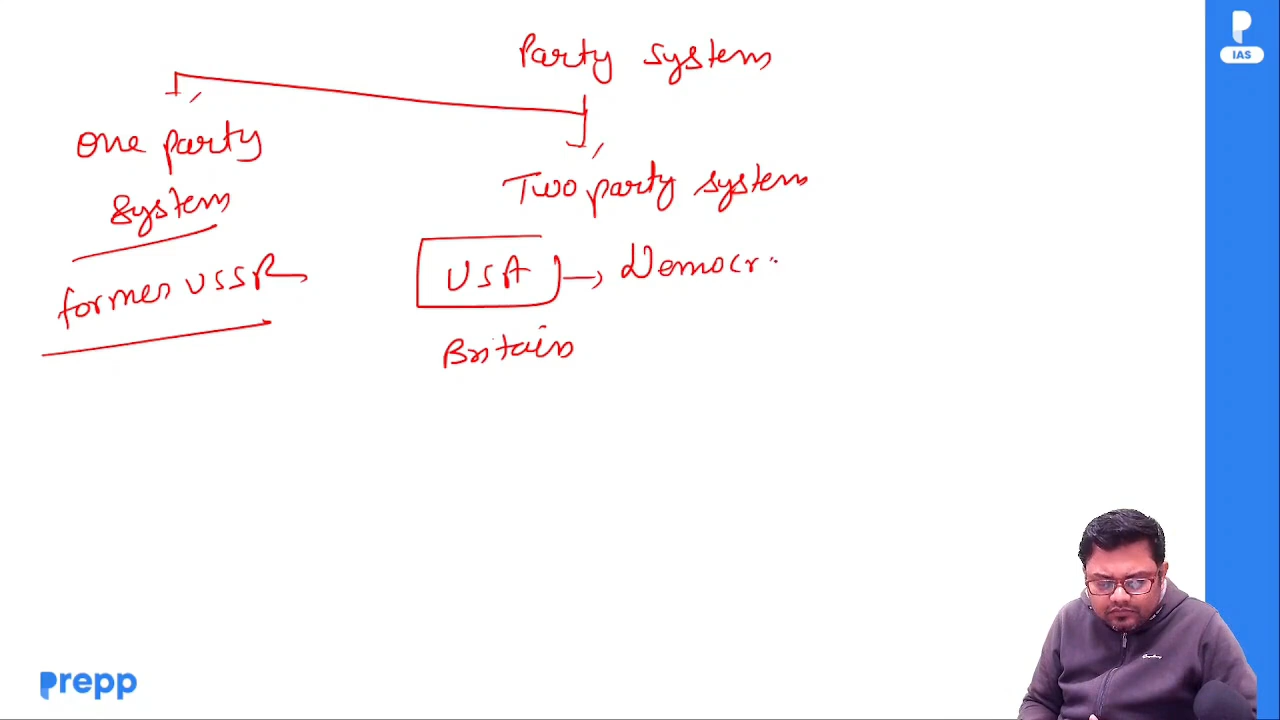 Party system
One party
system
former USSR
Two party system
USA → Democr
Britain
IAS
prepp